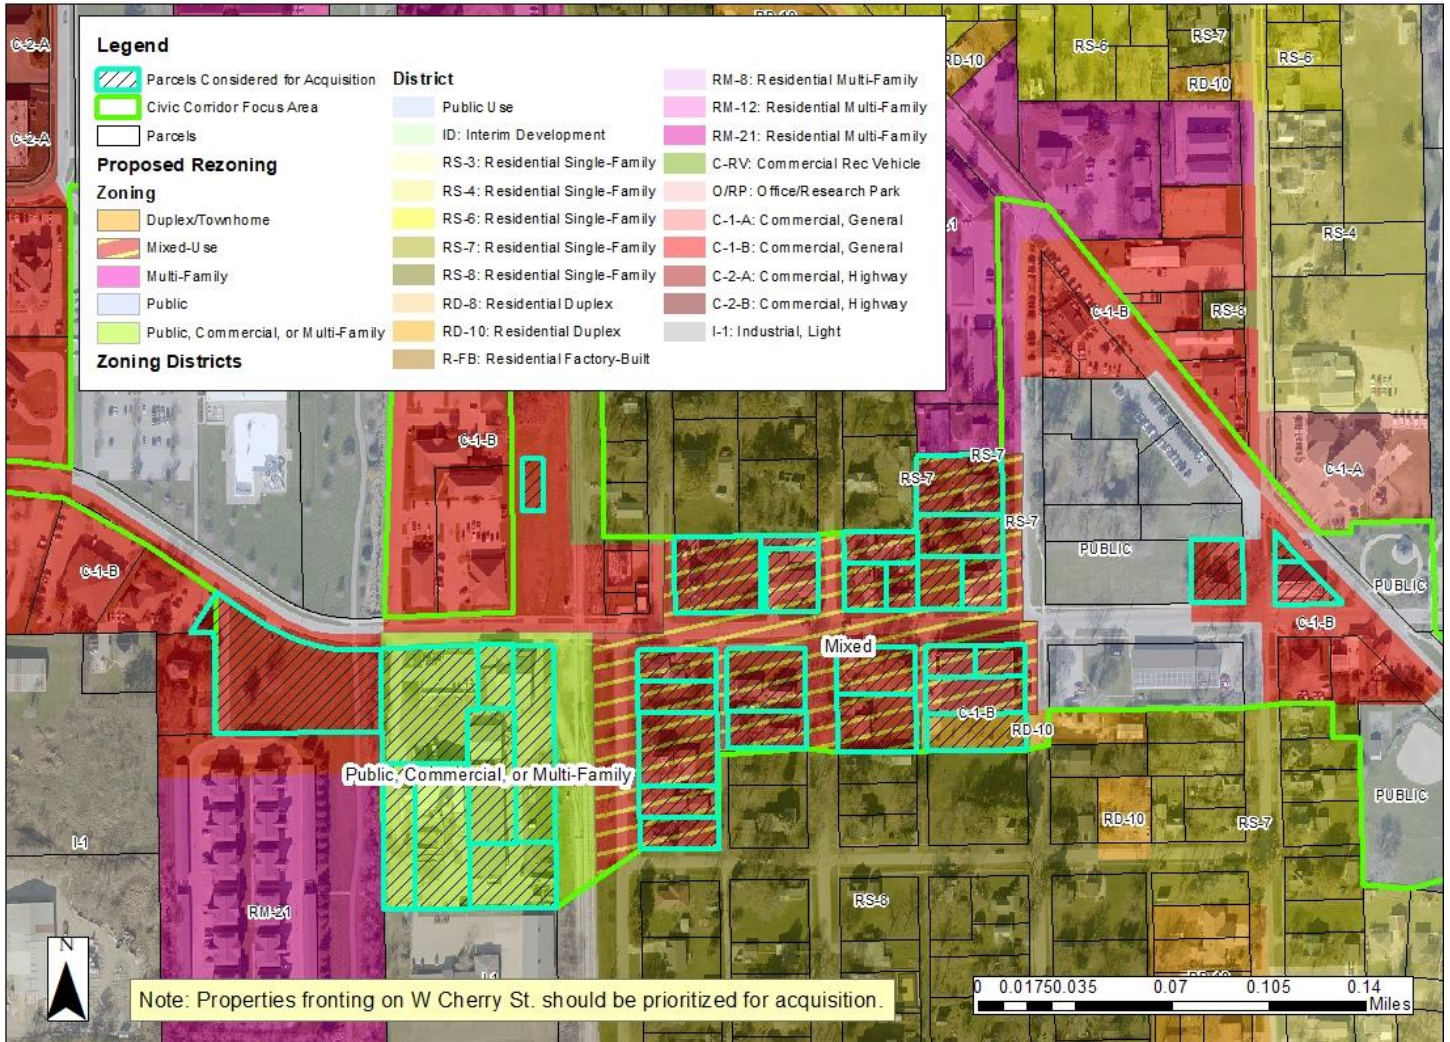 Legend
Parcels Considered for Acquisition
Civic Corridor Focus Area
Parcels
Proposed Rezoning
Zoning
Duplex/Townhome
Mixed-Use
Multi-Family
Public
Public, Commercial, or Multi-Family
Zoning Districts
District
Public Use
ID: Interim Development
RS-3: Residential Single-Family
RS-4: Residential Single-Family
RS-6: Residential Single-Family
RS-7: Residential Single-Family
RS-8: Residential Single-Family
RD-8: Residential Duplex
RD-10: Residential Duplex
R-FB: Residential Factory-Built
RM-8: Residential Multi-Family
RM-12: Residential Multi-Family
RM-21: Residential Multi-Family
C-RV: Commercial Rec Vehicle
O/RP: Office/Research Park
C-1-A: Commercial, General
C-1-B: Commercial, General
C-2-A: Commercial, Highway
C-2-B: Commercial, Highway
I-1: Industrial, Light
C-2-A
C-2-A
RS-6
RS-7
RS-6
RD-10
RD-10
RS-4
C-1-B
RS-8
C-1-B
C-1-A
RS-7
RS-7
RS-7
PUBLIC
PUBLIC
C-1-B
C-1-B
Mixed
C-1-B
RD-10
Public, Commercial, or Multi-Family
PUBLIC
RD-10
RS-7
I-1
RM-21
RS-8
I-1
N
Note: Properties fronting on W Cherry St. should be prioritized for acquisition.
0 0.0175 0.035 0.07 0.105 0.14
Miles